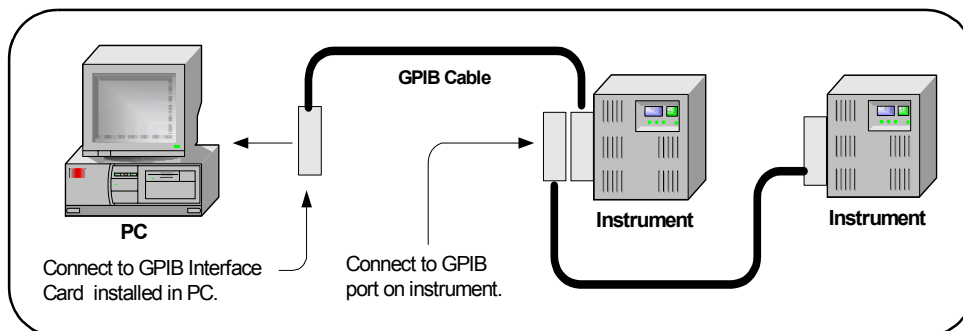 GPIB Cable
PC
Instrument
Instrument
Connect to GPIB Interface
Card installed in PC.
Connect to GPIB
port on instrument.